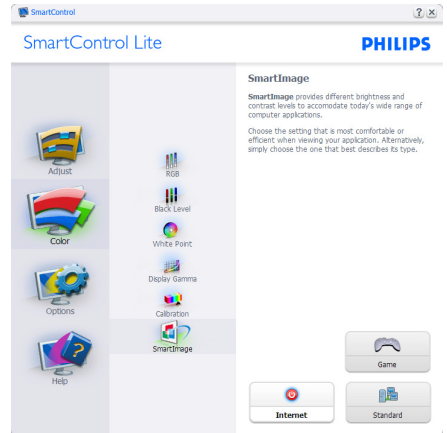 SmartControl
SmartControl Lite
PHILIPS
Adjust
Color
Options
Help
RGB
Black Level
White Point
Display Gamma
Calibration
SmartImage
SmartImage
SmartImage provides different brightness and
contrast levels to accomodate today's wide range of
computer applications.
Choose the setting that is most comfortable or
efficient when viewing your application. Alternatively,
simply choose the one that best describes its type.
Game
Internet
Standard